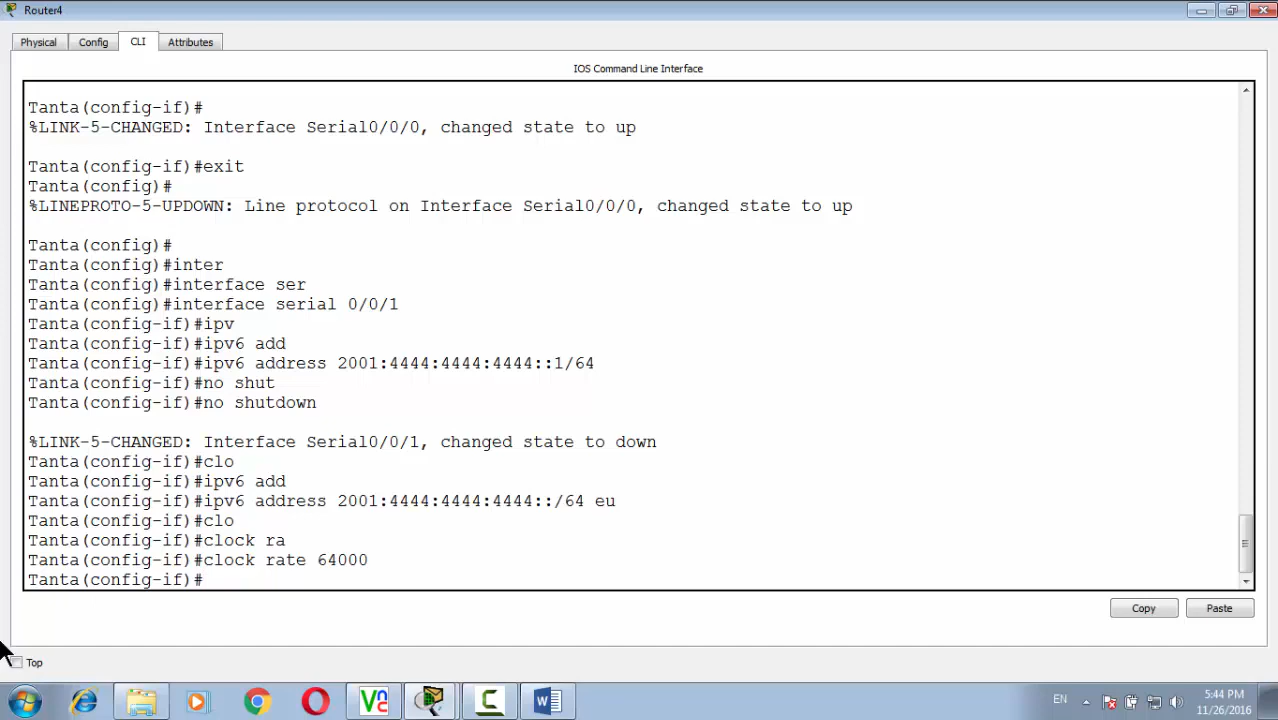 Router4
Physical Config CLI Attributes
IOS Command Line Interface
Tanta(config-if)#
%LINK-5-CHANGED: Interface Serial0/0/0, changed state to up
Tanta(config-if)#exit
Tanta(config)#
%LINEPROTO-5-UPDOWN: Line protocol on Interface Serial0/0/0, changed state to up
Tanta(config)#
Tanta(config)#inter
Tanta(config)#interface ser
Tanta(config)#interface serial 0/0/1
Tanta(config-if)#ipv
Tanta(config-if)#ipv6 add
Tanta(config-if)#ipv6 address 2001:4444:4444:4444::1/64
Tanta(config-if)#no shut
Tanta(config-if)#no shutdown
%LINK-5-CHANGED: Interface Serial0/0/1, changed state to down
Tanta(config-if)#clo
Tanta(config-if)#ipv6 add
Tanta(config-if)#ipv6 address 2001:4444:4444:4444::/64 eu
Tanta(config-if)#clo
Tanta(config-if)#clock ra
Tanta(config-if)#clock rate 64000
Tanta(config-if)#
Copy Paste
Top
EN
5:44 PM
11/26/2016